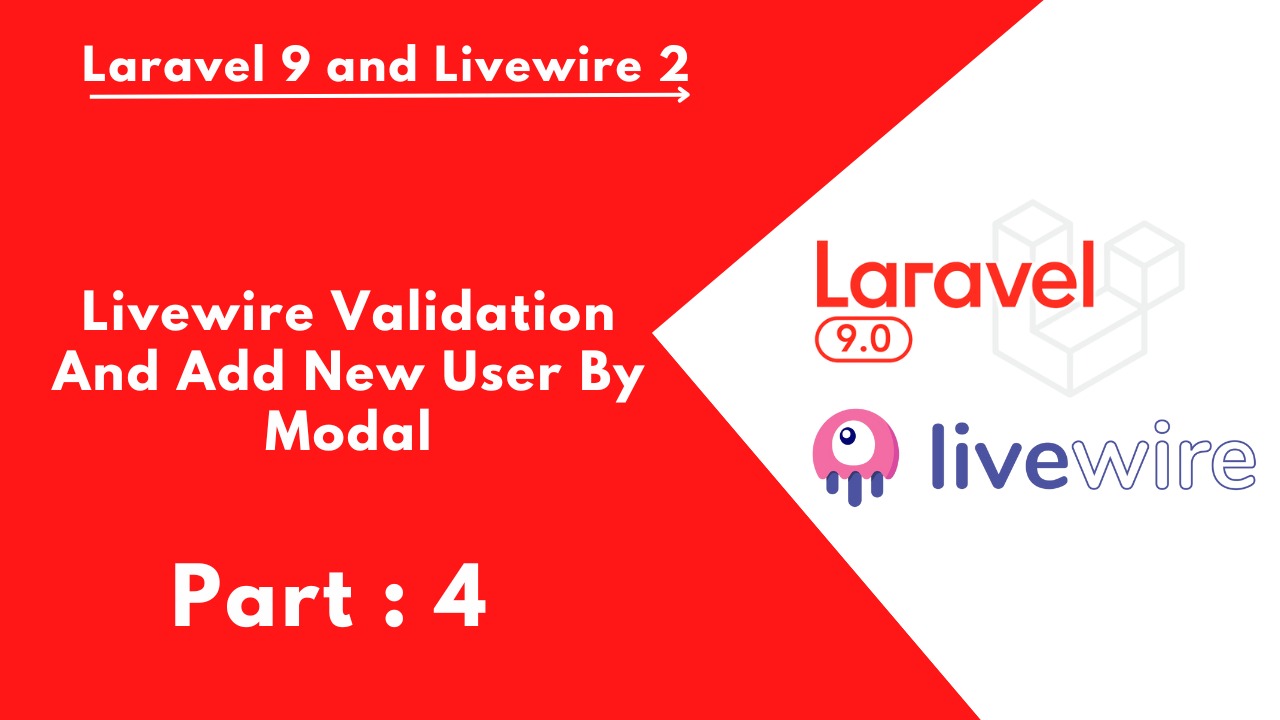 Laravel 9 and Livewire 2
Livewire Validation
And Add New User By
Modal
Part : 4
Laravel
9.0
livewire